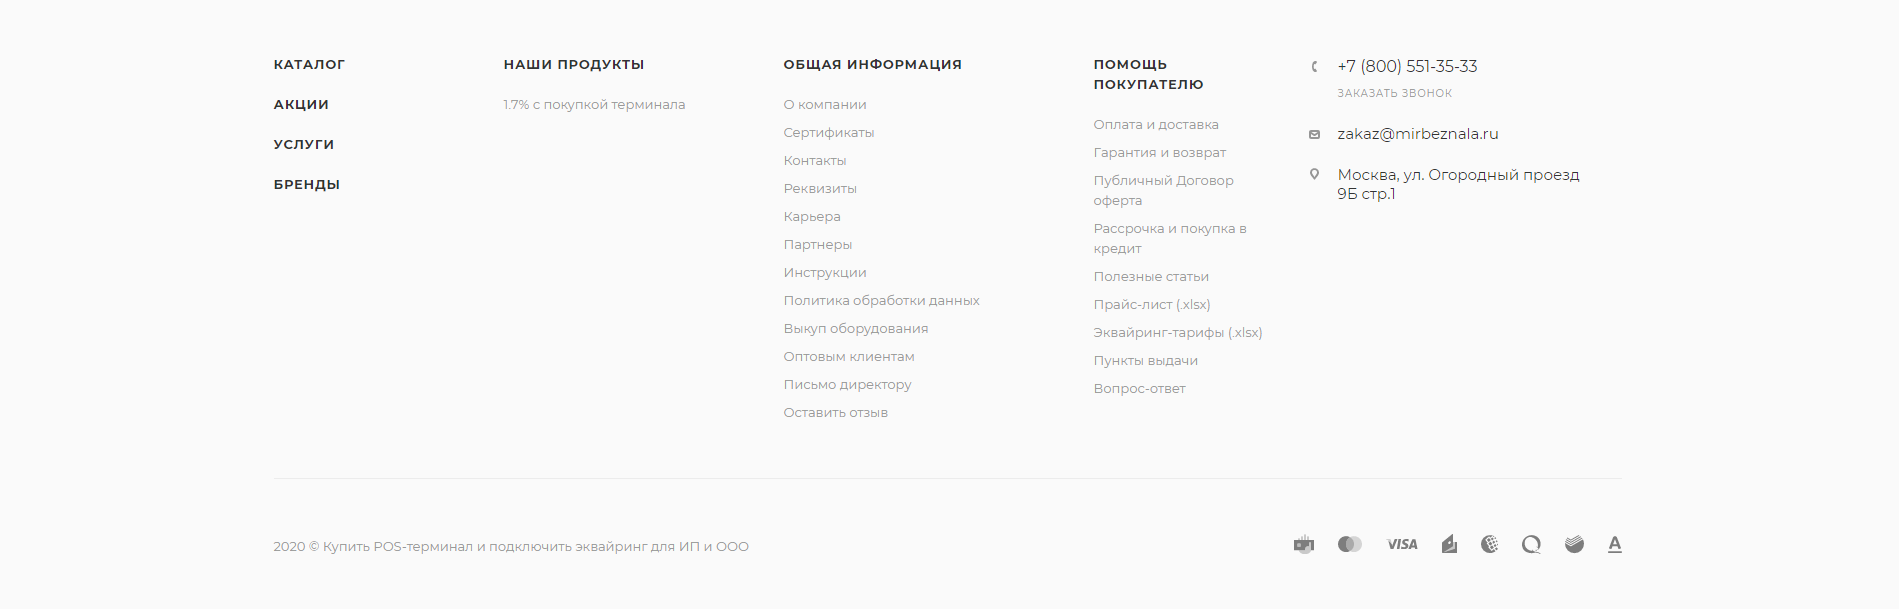 КАТАЛОГ
АКЦИИ
УСЛУГИ
БРЕНДЫ
НАШИ ПРОДУКТЫ
1.7% с покупкой терминала
ОБЩАЯ ИНФОРМАЦИЯ
О компании
Сертификаты
Контакты
Реквизиты
Карьера
Партнеры
Инструкции
Политика обработки данных
Выкуп оборудования
Оптовым клиентам
Письмо директору
Оставить отзыв
ПОМОЩЬ
ПОКУПАТЕЛЮ
Оплата и доставка
Гарантия и возврат
Публичный Договор
оферта
Рассрочка и покупка в
кредит
Полезные статьи
Прайс-лист (.xlsx)
Эквайринг-тарифы (.xlsx)
Пункты выдачи
Вопрос-ответ
+7 (800) 551-35-33
ЗАКАЗАТЬ ЗВОНОК
zakaz@mirbeznala.ru
Москва, ул. Огородный проезд
9Б стр.1
2020 © Купить POS-терминал и подключить эквайринг для ИП и ООО
VISA